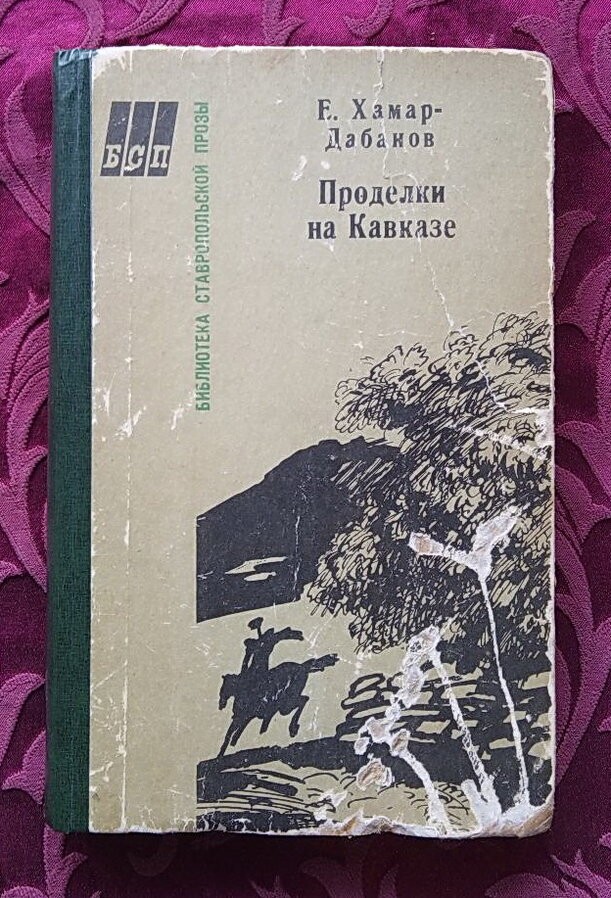 БСП
БИБЛИОТЕКА СТАВРОПОЛЬСКОЙ ПРОЗЫ
Е. Хамар-
Дабанов
Проделки
на Кавказе